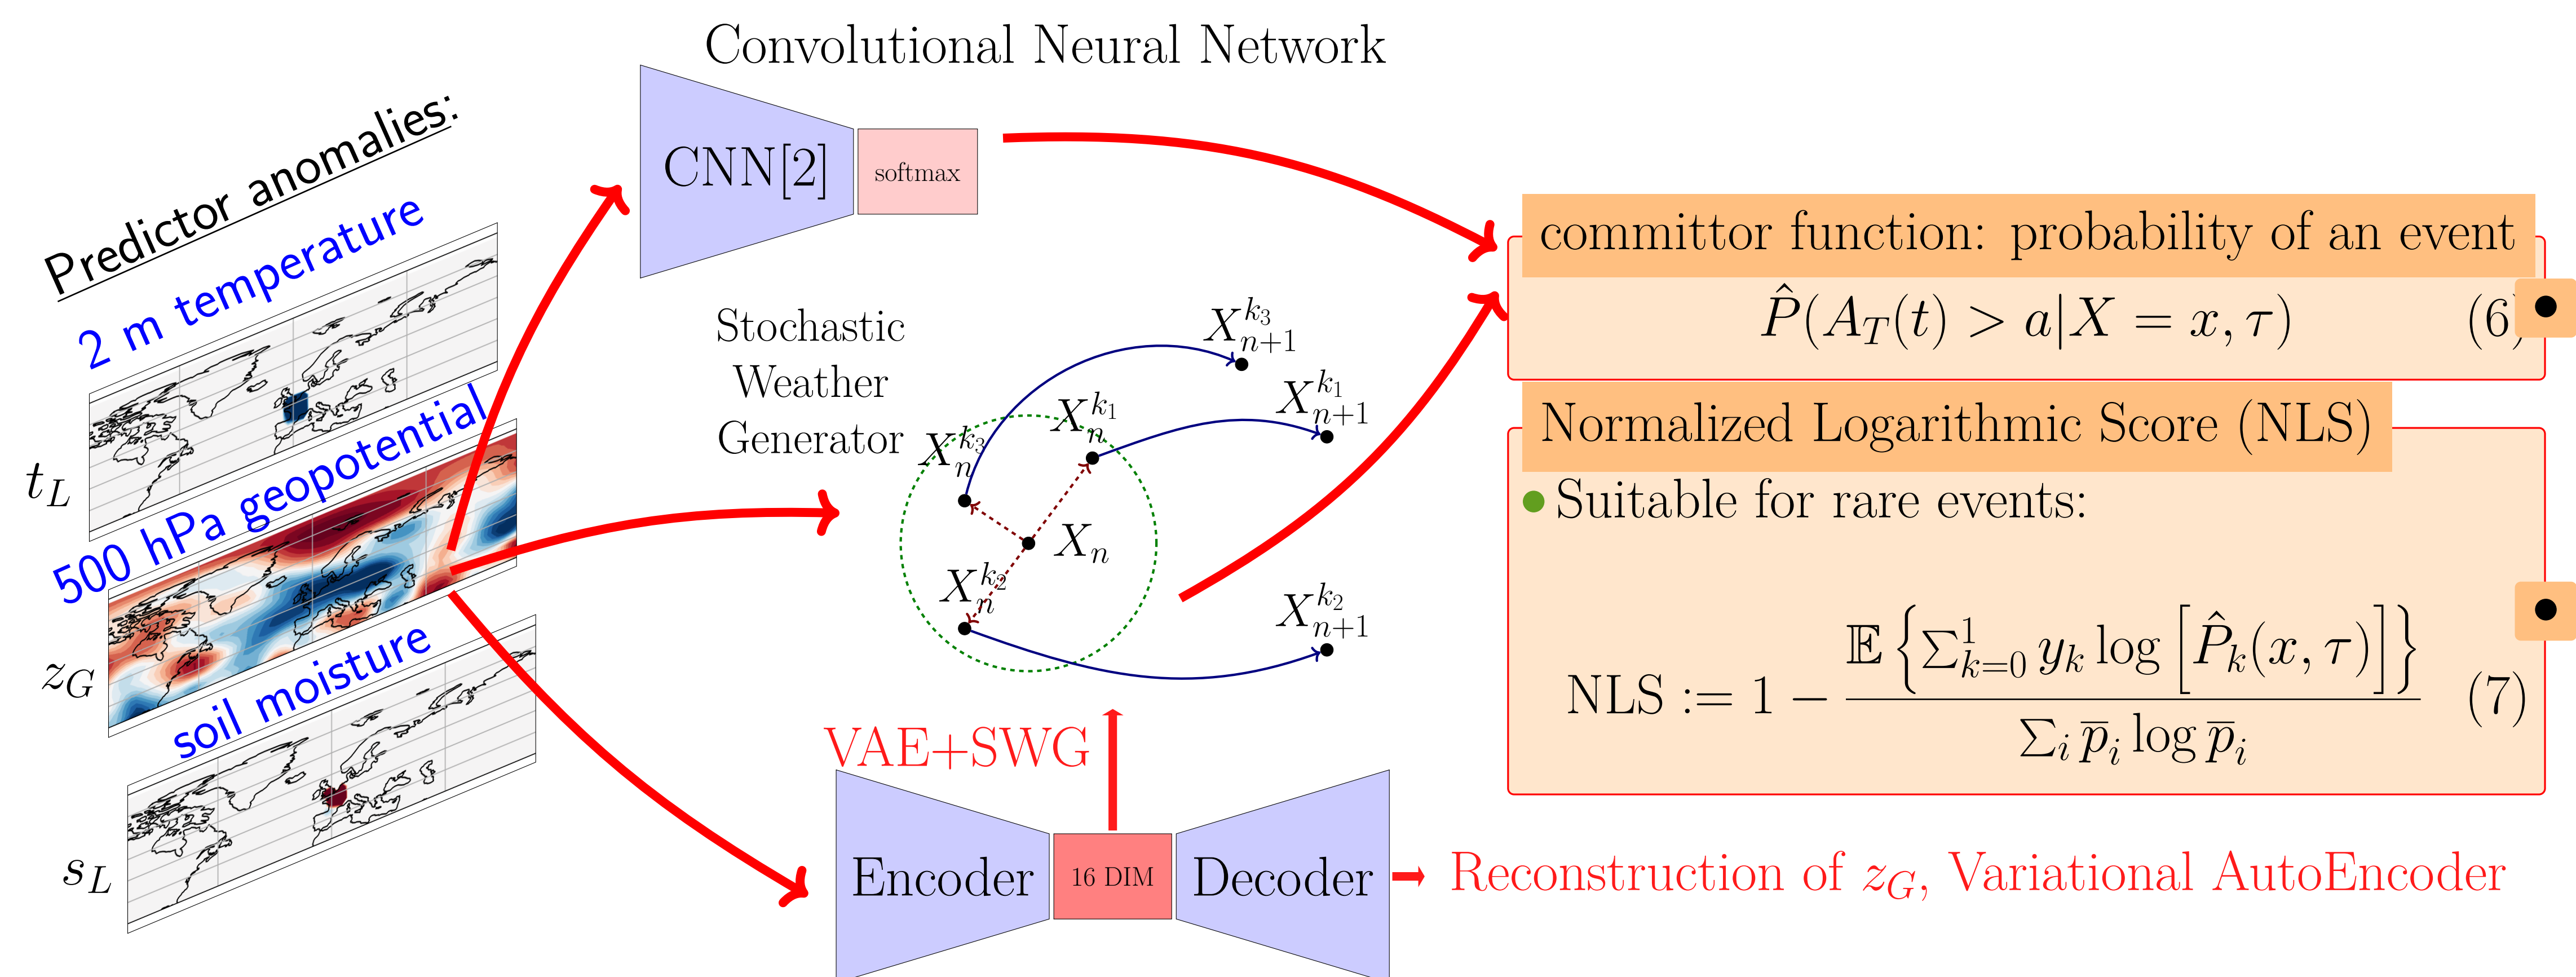 Convolutional Neural Network
Predictor anomalies:
2 m temperature
t_L
500 hPa geopotential
z_G
soil moisture
s_L
CNN[2]
softmax
Stochastic
Weather
Generator
X_n^{k_3}
X_n^{k_1}
X_{n+1}^{k_3}
X_{n+1}^{k_1}
X_n
X_n^{k_2}
X_{n+1}^{k_2}
VAE+SWG
Encoder
16 DIM
Decoder
Reconstruction of z_G, Variational AutoEncoder
committor function: probability of an event
P̂(A_T(t) > a|X = x, τ) (6)
Normalized Logarithmic Score (NLS)
Suitable for rare events:
NLS := 1 − \frac{𝔼 {∑_{k=0}^{1} y_k log [P̂_k(x, τ)]}}{∑_i p̅_i log p̅_i} (7)